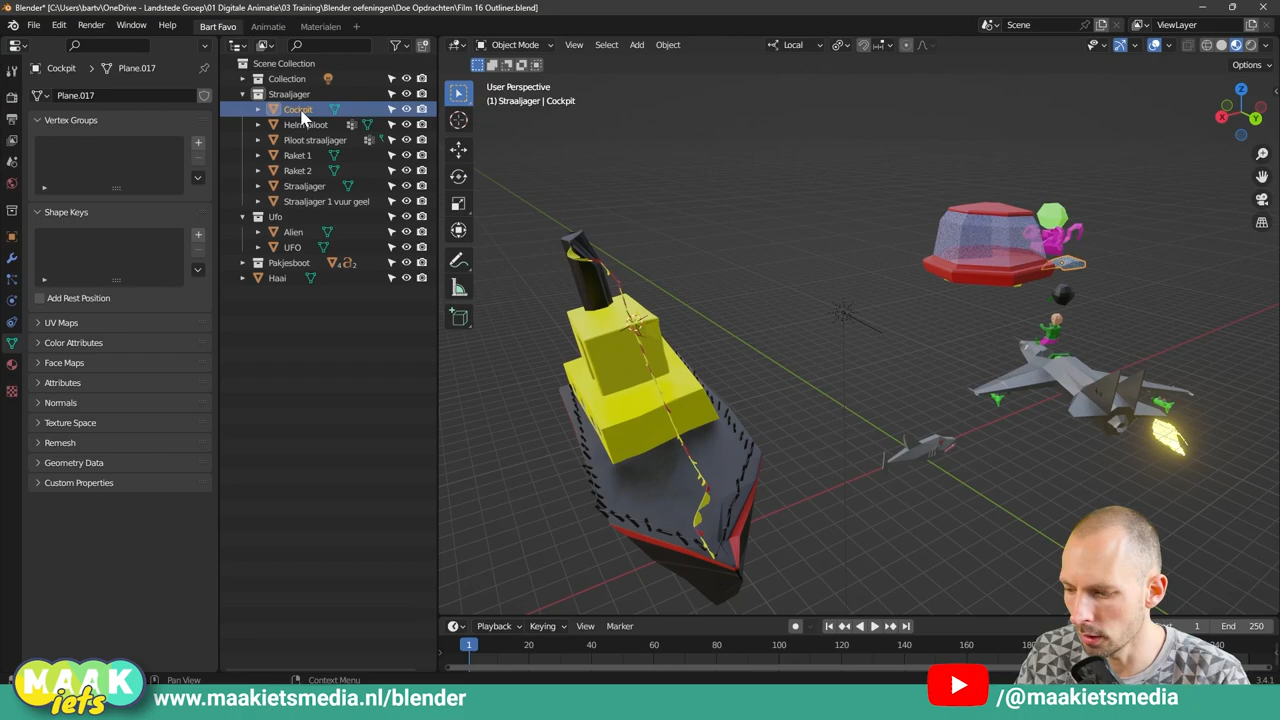 Blender* [C:\Users\bartv\OneDrive - Landstede Groep\01 Digitale Animatie\03 Training\Blender oefeningen\Doe Opdrachten\Film 16 Outliner.blend]
File Edit Render Window Help Bart Favo Animatie Materialen Scene ViewLayer
Object Mode View Select Add Object Local
Options
Cockpit > Plane.017
Plane.017
Vertex Groups
Shape Keys
Add Rest Position
UV Maps
Color Attributes
Face Maps
Attributes
Normals
Texture Space
Remesh
Geometry Data
Custom Properties
Scene Collection
Collection
Straaljager
Cockpit
Helm piloot
Piloot straaljager
Raket 1
Raket 2
Straaljager
Straaljager 1 vuur geel
Ufo
Alien
UFO
Pakjesboot 4 2
Haai
User Perspective
(1) Straaljager | Cockpit
Z
X Y
Playback Keying View Marker
1 End 250
1 20 40 60 80 100 120 140 160
Pan View Context Menu 3.4.1
MAAK
iets
www.maakietsmedia.nl/blender
/@maakietsmedia